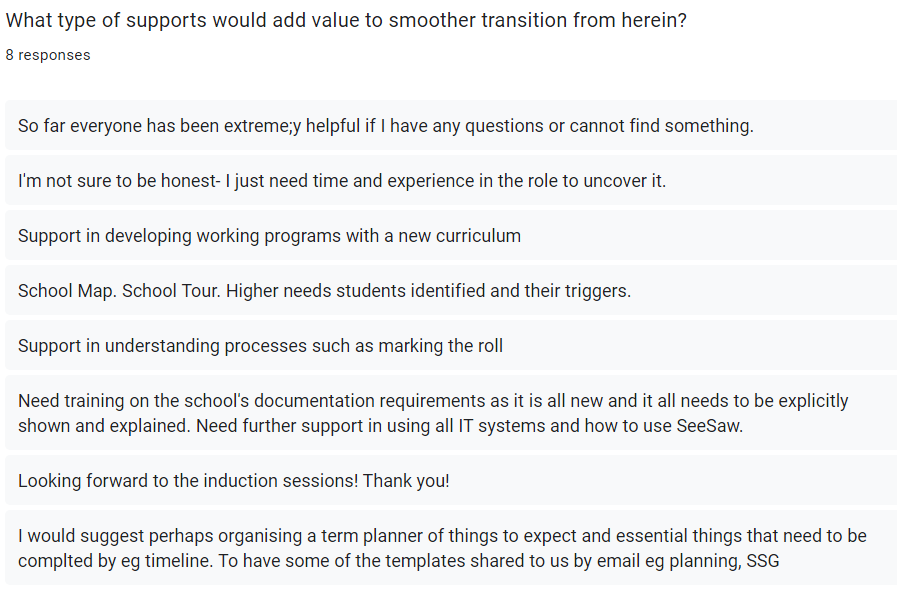 What type of supports would add value to smoother transition from herein?
8 responses
So far everyone has been extreme;y helpful if I have any questions or cannot find something.
I'm not sure to be honest- I just need time and experience in the role to uncover it.
Support in developing working programs with a new curriculum
School Map. School Tour. Higher needs students identified and their triggers.
Support in understanding processes such as marking the roll
Need training on the school's documentation requirements as it is all new and it all needs to be explicitly
shown and explained. Need further support in using all IT systems and how to use SeeSaw.
Looking forward to the induction sessions! Thank you!
I would suggest perhaps organising a term planner of things to expect and essential things that need to be
complted by eg timeline. To have some of the templates shared to us by email eg planning, SSG